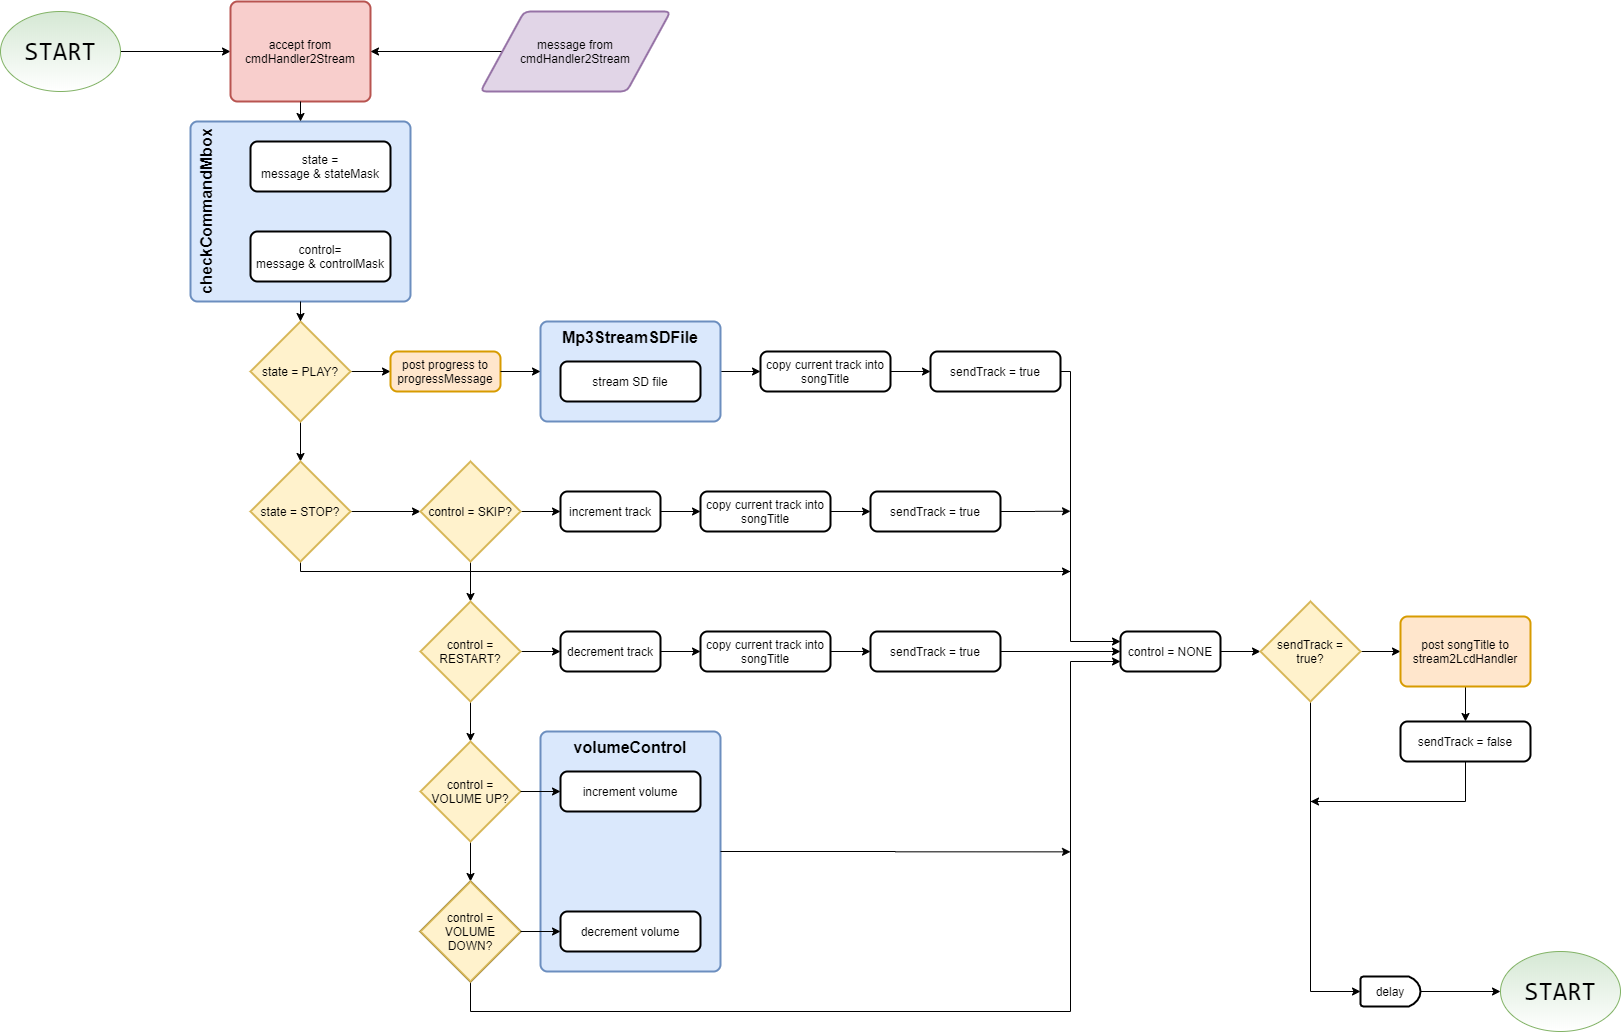 START
accept from
cmdHandler2Stream
message from
cmdHandler2Stream
checkCommandMbox
state =
message & stateMask
control=
message & controlMask
state = PLAY?
post progress to
progressMessage
Mp3StreamSDFile
stream SD file
copy current track into
songTitle
sendTrack = true
state = STOP?
control = SKIP?
increment track
copy current track into
songTitle
sendTrack = true
control =
RESTART?
decrement track
copy current track into
songTitle
sendTrack = true
control = NONE
sendTrack =
true?
post songTitle to
stream2LcdHandler
sendTrack = false
control =
VOLUME UP?
volumeControl
increment volume
control =
VOLUME
DOWN?
decrement volume
delay
START